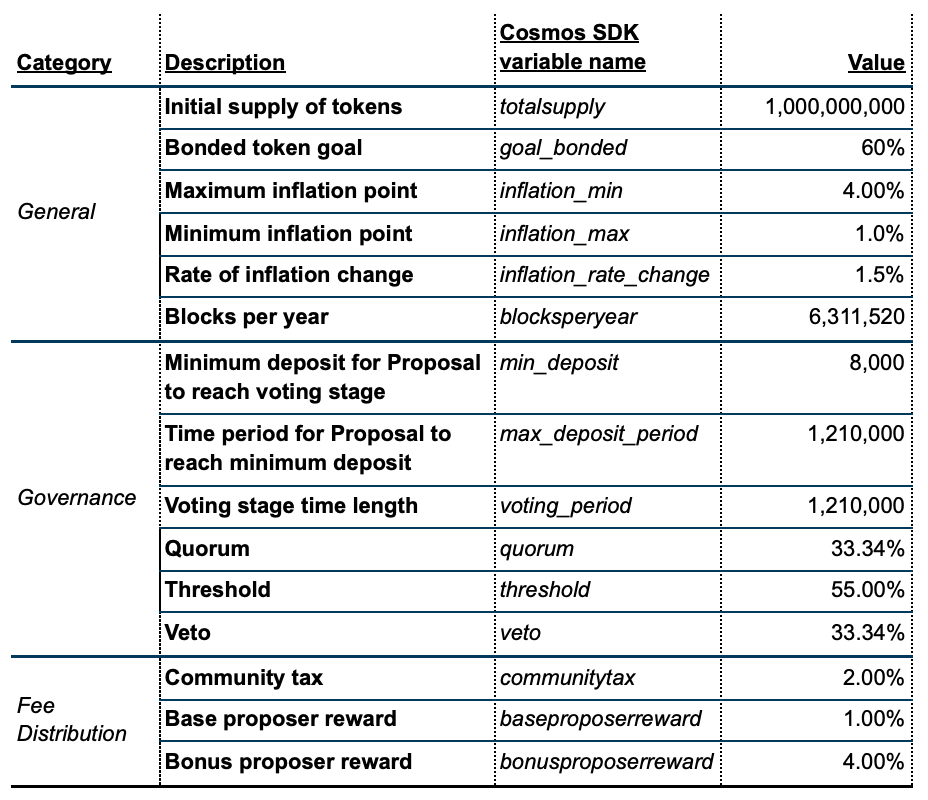 Category Description Cosmos SDK variable name Value
General
Initial supply of tokens totalsupply 1,000,000,000
Bonded token goal goal_bonded 60%
Maximum inflation point inflation_min 4.00%
Minimum inflation point inflation_max 1.0%
Rate of inflation change inflation_rate_change 1.5%
Blocks per year blocksperyear 6,311,520
Governance
Minimum deposit for Proposal min_deposit 8,000
to reach voting stage
Time period for Proposal to max_deposit_period 1,210,000
reach minimum deposit
Voting stage time length voting_period 1,210,000
Quorum quorum 33.34%
Threshold threshold 55.00%
Veto veto 33.34%
Fee
Distribution
Community tax communitytax 2.00%
Base proposer reward baseproposerreward 1.00%
Bonus proposer reward bonusproposerreward 4.00%